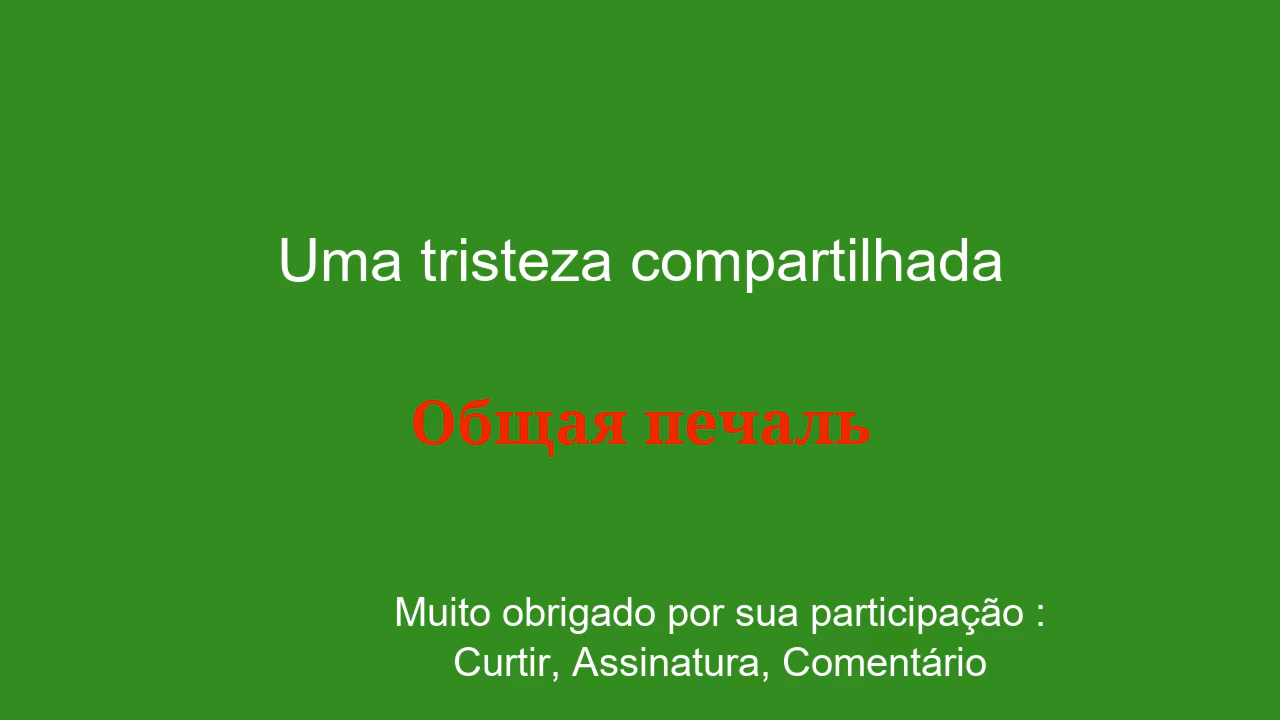 Uma tristeza compartilhada
Общая печаль
Muito obrigado por sua participação :
Curtir, Assinatura, Comentário